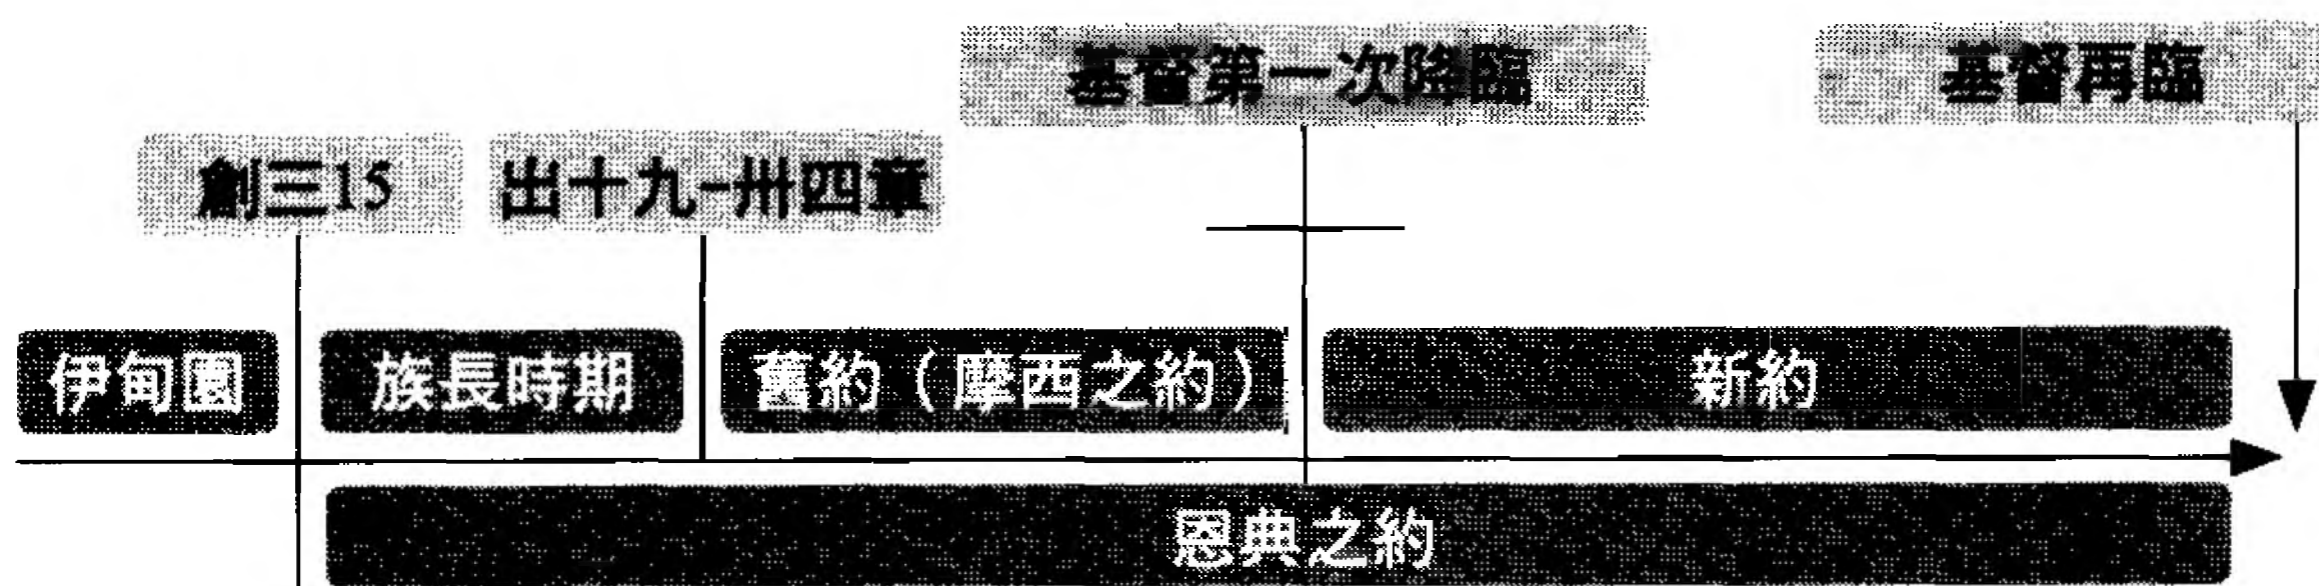 基督第一次降臨
基督再臨
創三15
出十九-卅四章
伊甸園
族長時期
舊約（摩西之約）
新約
恩典之約